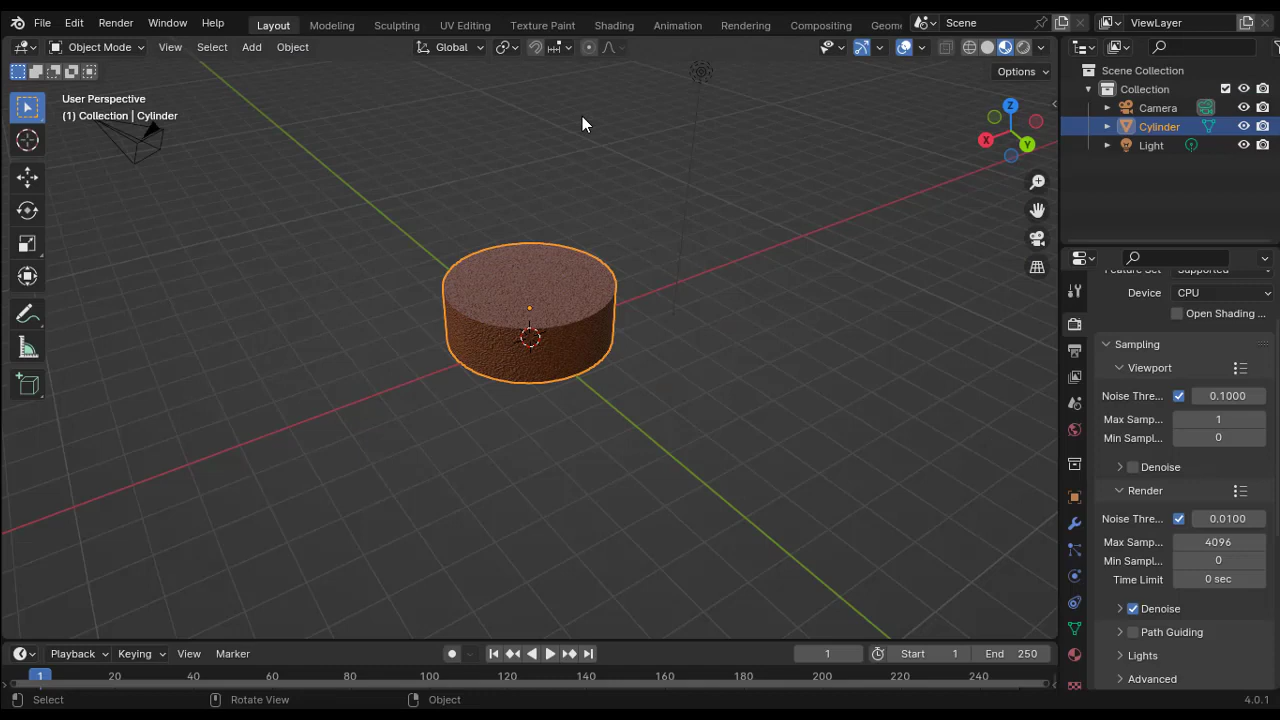 File Edit Render Window Help Layout Modeling Sculpting UV Editing Texture Paint Shading Animation Rendering Compositing Geome Scene ViewLayer
Object Mode View Select Add Object Global
Options
User Perspective
(1) Collection | Cylinder
Z
X
Y
Scene Collection
Collection
Camera
Cylinder
Light
Device CPU
Open Shading ...
Sampling
Viewport
Noise Thre... 0.1000
Max Samp... 1
Min Sampl... 0
Denoise
Render
Noise Thre... 0.0100
Max Samp... 4096
Min Sampl... 0
Time Limit 0 sec
Denoise
Path Guiding
Lights
Advanced
Playback Keying View Marker 1 Start 1 End 250
1 20 40 60 80 100 120 140 160 180 200 220 240
Select Rotate View Object 4.0.1